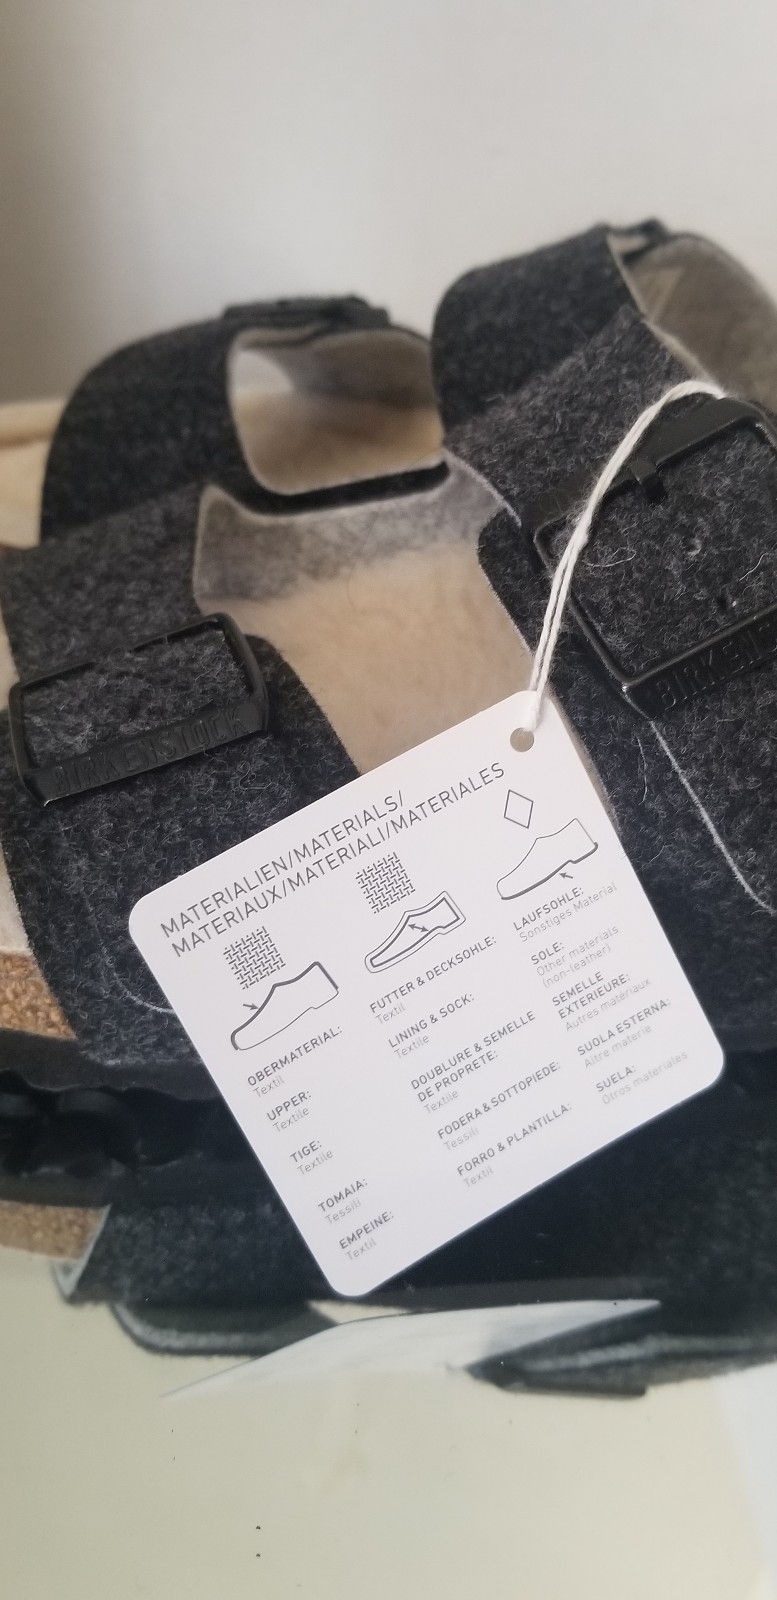 BIRKENSTOCK
BIRKENS
MATERIALIEN/MATERIALS/
MATERIAUX/MATERIALI/MATERIALES
OBERMATERIAL:
Textil
UPPER:
Textile
TIGE:
Textile
TOMAIA:
Tessili
EMPEINE:
Textil
FUTTER & DECKSOHLE:
Textil
LINING & SOCK:
Textile
DOUBLURE & SEMELLE
DE PROPRETE:
Textile
FODERA & SOTTOPIEDE:
Tessili
FORRO & PLANTILLA:
Textil
LAUFSOHLE:
Sonstiges Material
SOLE:
Other materials
(non-leather)
SEMELLE
EXTERIEURE:
Autres matériaux
SUOLA ESTERNA:
Altre materie
SUELA:
Otros materiales